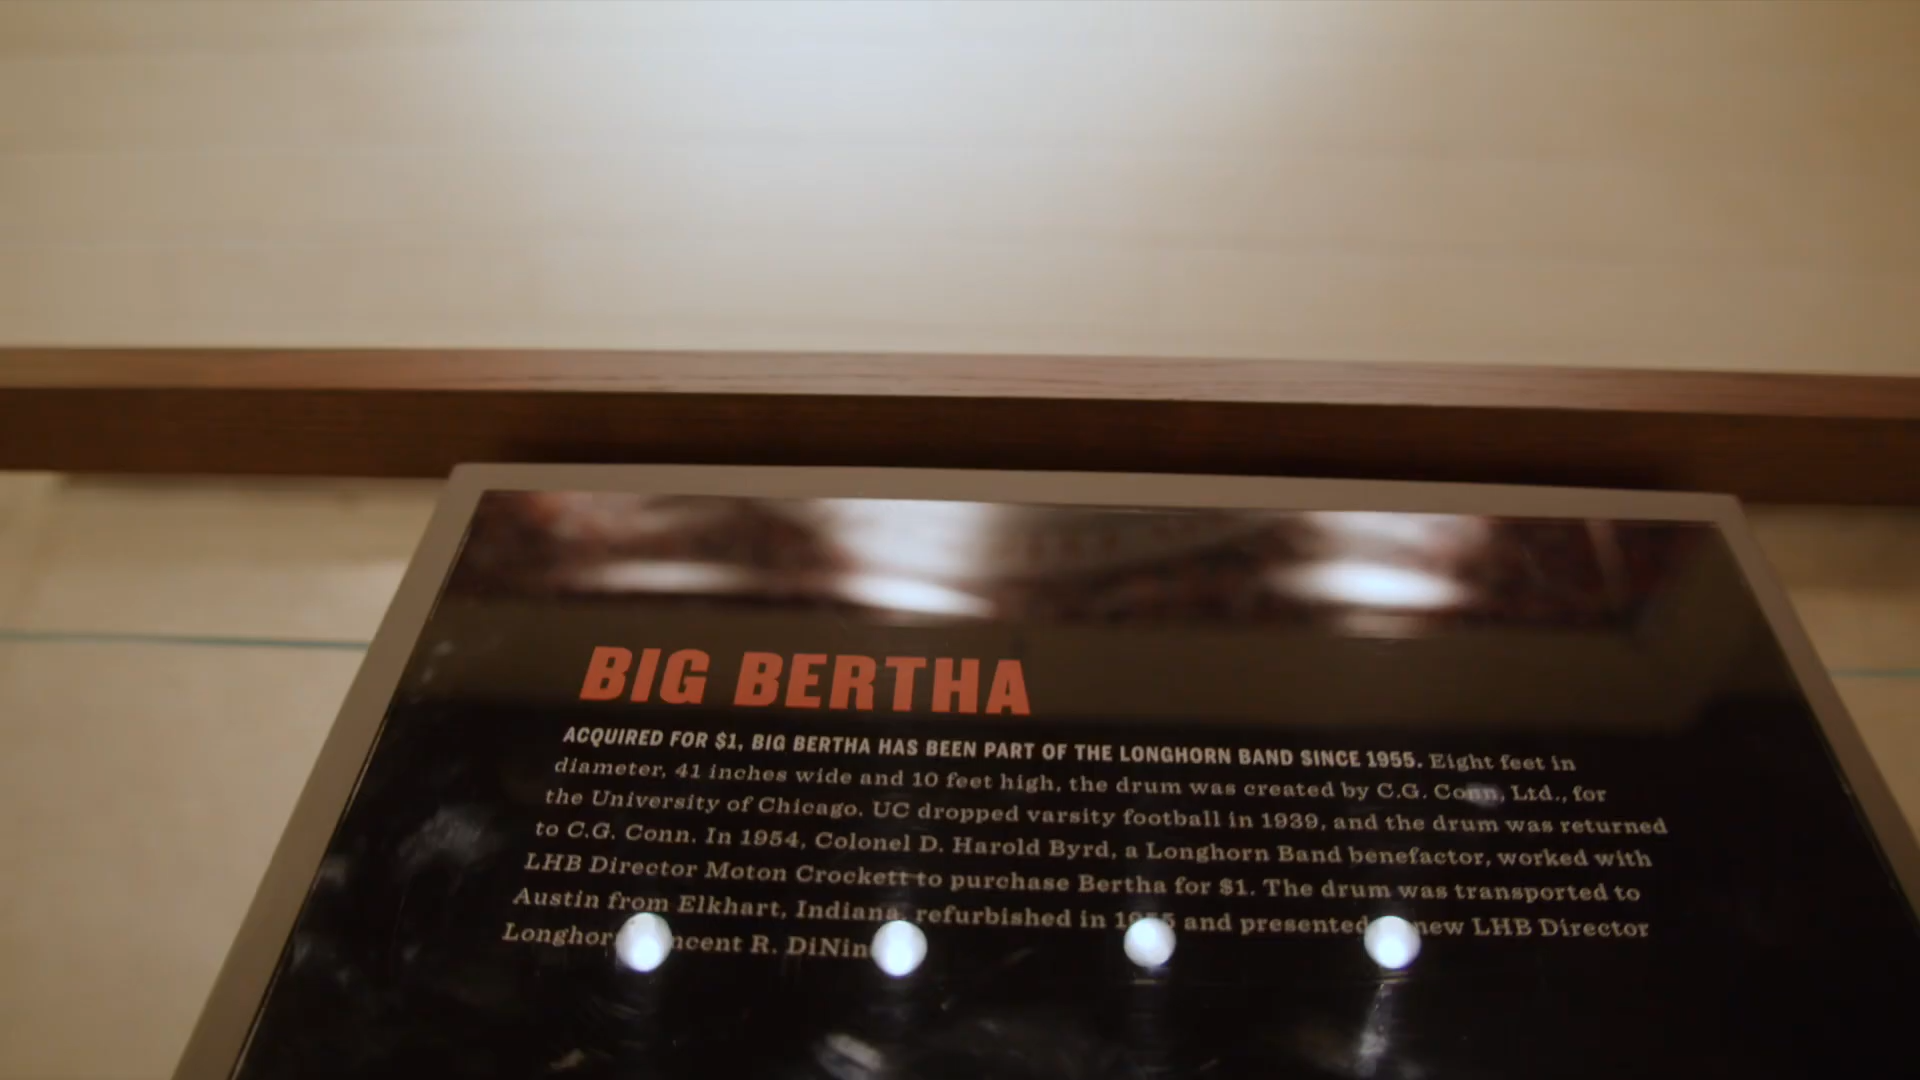 BIG BERTHA
ACQUIRED FOR $1, BIG BERTHA HAS BEEN PART OF THE LONGHORN BAND SINCE 1955. Eight feet in
diameter, 41 inches wide and 10 feet high, the drum was created by C.G. Conn, Ltd., for
the University of Chicago. UC dropped varsity football in 1939, and the drum was returned
to C.G. Conn. In 1954, Colonel D. Harold Byrd, a Longhorn Band benefactor, worked with
LHB Director Moton Crockett to purchase Bertha for $1. The drum was transported to
Austin from Elkhart, Indiana, refurbished in 1955 and presented new LHB Director
Longhorn R. DiNino